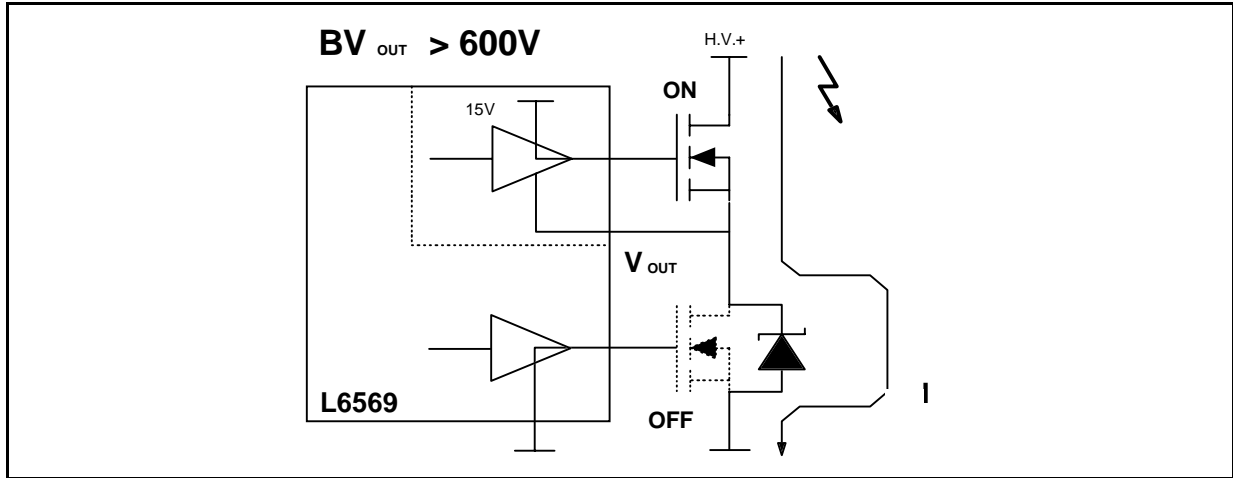 BV OUT > 600V
H.V.+
ON
15V
V OUT
L6569
OFF
I